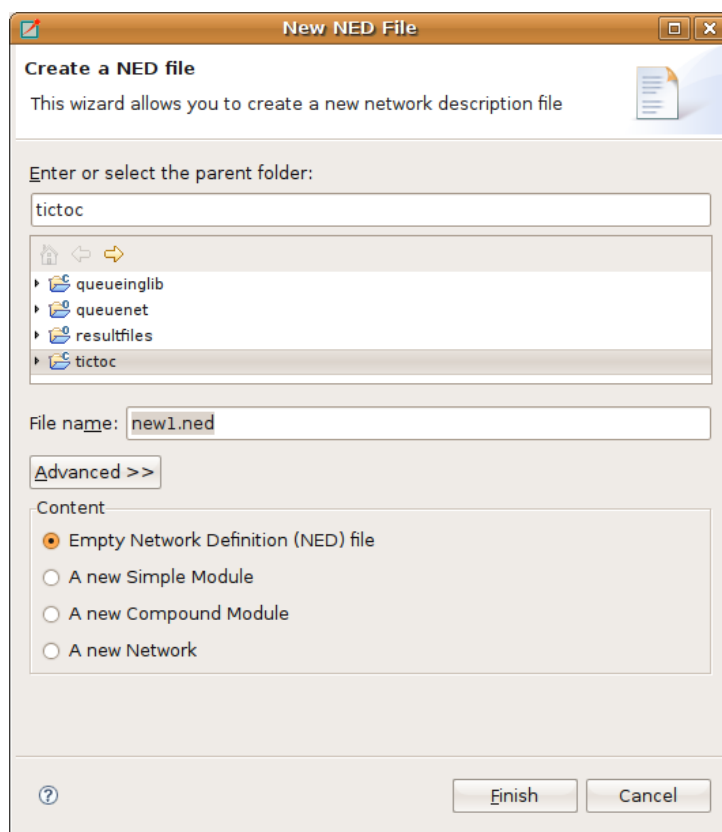 New NED File
Create a NED file
This wizard allows you to create a new network description file
Enter or select the parent folder:
tictoc
queueinglib
queuenet
resultfiles
tictoc
File name: new1.ned
Advanced >>
Content
Empty Network Definition (NED) file
A new Simple Module
A new Compound Module
A new Network
Finish Cancel